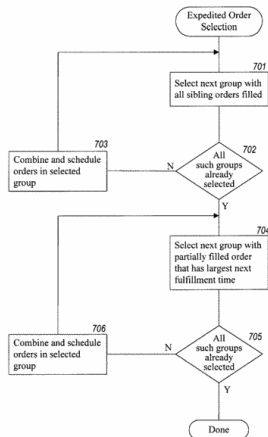 Expedited Order
Selection
701
Select next group with
all sibling orders filled
703
Combine and schedule
orders in selected
group
N
702
All
such groups
already
selected
Y
704
Select next group with
partially filled order
that has largest next
fulfillment time
706
Combine and schedule
orders in selected
group
N
705
All
such groups
already
selected
Y
Done